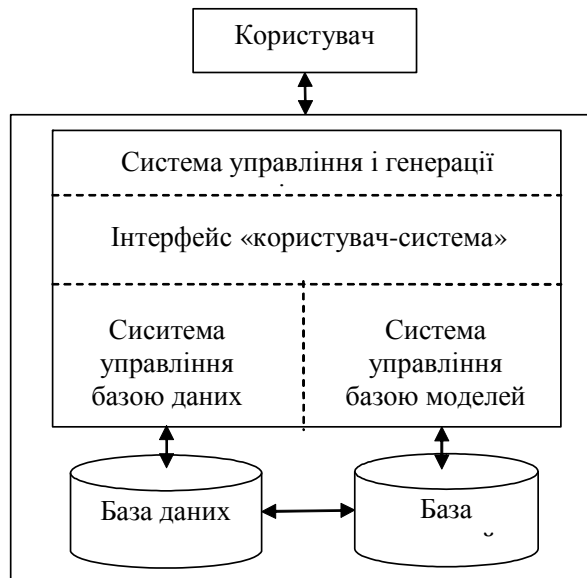 Користувач
Система управління і генерації
Інтерфейс «користувач-система»
Сиситема
управління
базою даних
Система
управління
базою моделей
База даних
База